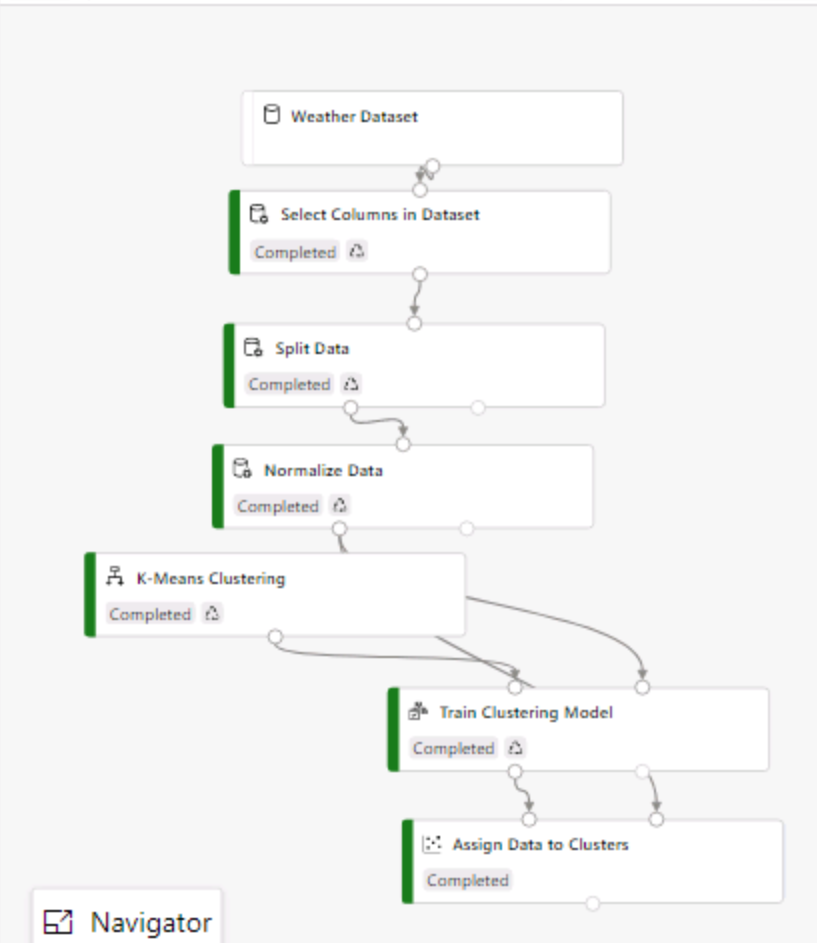 Weather Dataset
Select Columns in Dataset
Completed
Split Data
Completed
Normalize Data
Completed
K-Means Clustering
Completed
Train Clustering Model
Completed
Assign Data to Clusters
Completed
Navigator